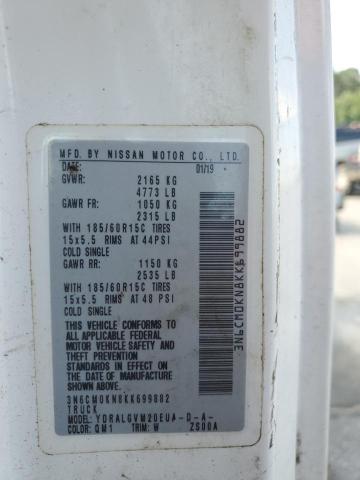 MFD. BY NISSAN MOTOR CO., LTD.
DATE: 01/19
GVWR: 2165 KG
4773 LB
GAWR FR: 1050 KG
2315 LB
WITH 185/60R15C TIRES
15x5.5 RIMS AT 44PSI
COLD SINGLE
GAWR RR: 1150 KG
2535 LB
WITH 185/60R15C TIRES
15x5.5 RIMS AT 48 PSI
COLD SINGLE
THIS VEHICLE CONFORMS TO
ALL APPLICABLE FEDERAL
MOTOR VEHICLE SAFETY
AND THEFT PREVENTION
STANDARDS IN EFFECT ON
THE DATE OF MANUFACTURE
SHOWN ABOVE.
3N6CM0KN8KK699882
TRUCK
MODEL: YDRALGVM20EUA-D-A-
COLOR: QM1 TRIM: W ZS00A
3N6CM0KN8KK699882